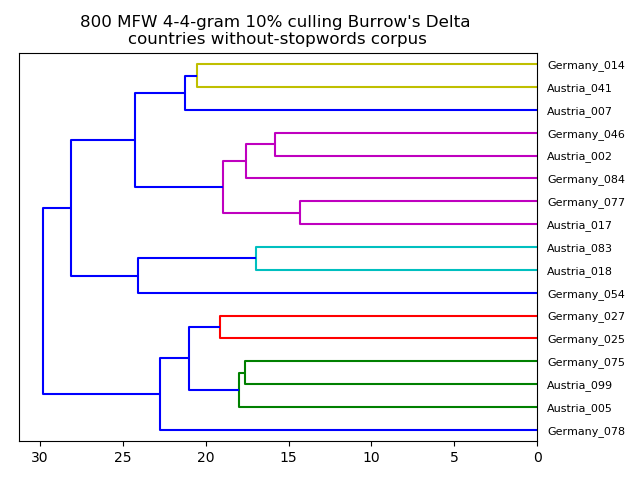 800 MFW 4-4-gram 10% culling Burrow's Delta
countries without-stopwords corpus
Germany_014
Austria_041
Austria_007
Germany_046
Austria_002
Germany_084
Germany_077
Austria_017
Austria_083
Austria_018
Germany_054
Germany_027
Germany_025
Germany_075
Austria_099
Austria_005
Germany_078
30 25 20 15 10 5 0